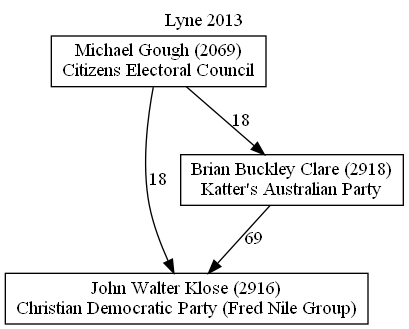 Lyne 2013
Michael Gough (2069)
Citizens Electoral Council
18
Brian Buckley Clare (2918)
Katter's Australian Party
18
69
John Walter Klose (2916)
Christian Democratic Party (Fred Nile Group)